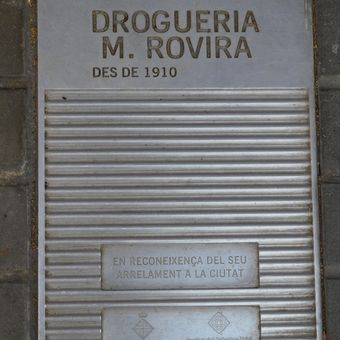 DROGUERIA
M. ROVIRA
DES DE 1910
EN RECONEIXENÇA DEL SEU
ARRELAMENT A LA CIUTAT